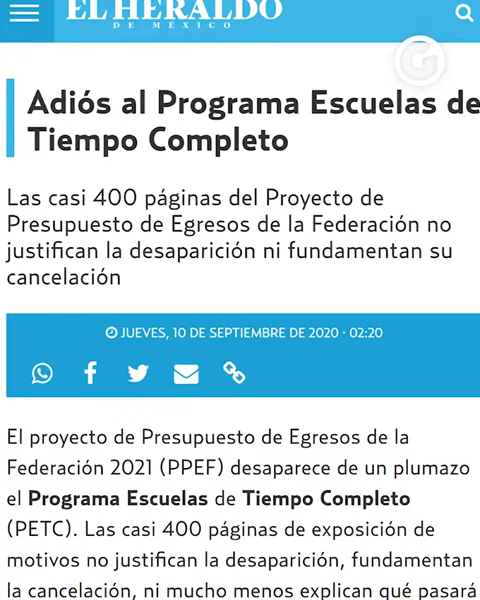 EL HERALDO
DE MÉXICO
G
Adiós al Programa Escuelas de
Tiempo Completo
Las casi 400 páginas del Proyecto de
Presupuesto de Egresos de la Federación no
justifican la desaparición ni fundamentan su
cancelación
JUEVES, 10 DE SEPTIEMBRE DE 2020 · 02:20
El proyecto de Presupuesto de Egresos de la
Federación 2021 (PPEF) desaparece de un plumazo
el Programa Escuelas de Tiempo Completo
(PETC). Las casi 400 páginas de exposición de
motivos no justifican la desaparición, fundamentan
la cancelación, ni mucho menos explican qué pasará